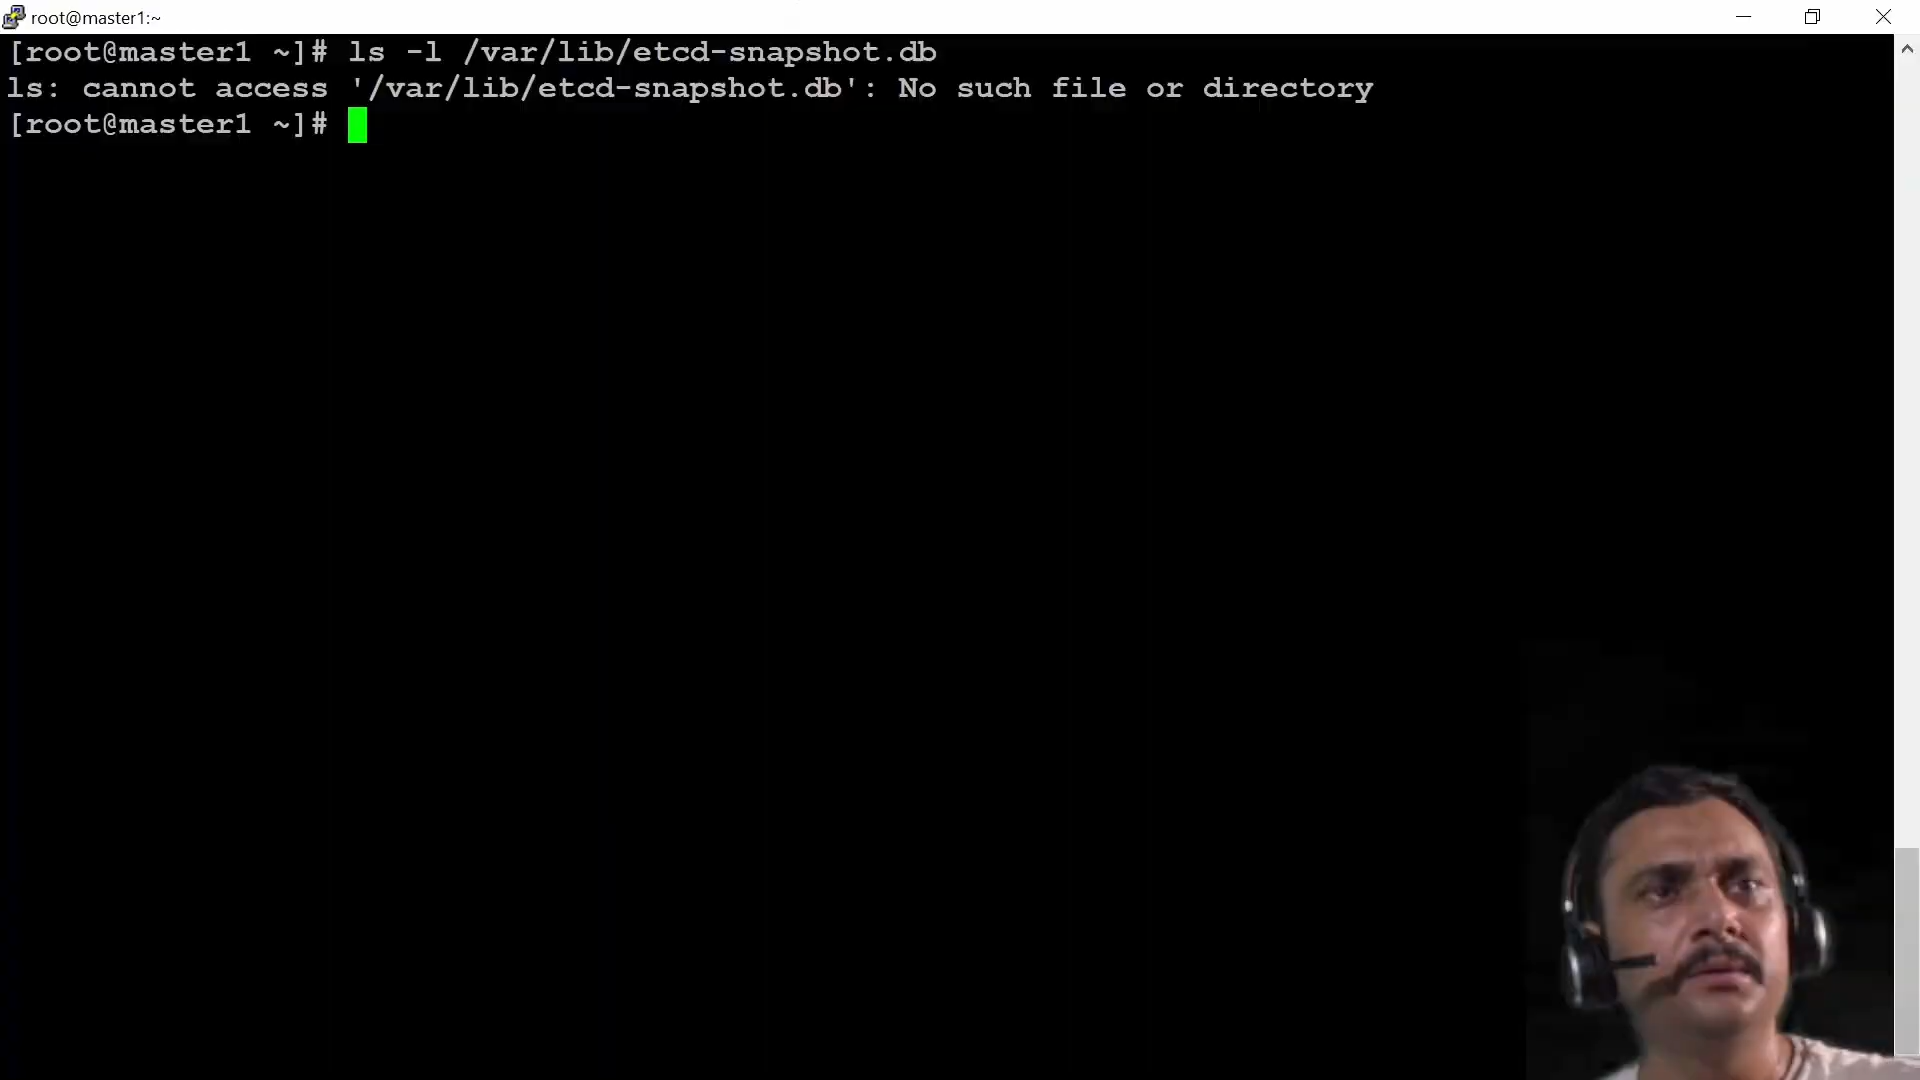 root@master1:~
[root@master1 ~]# ls -l /var/lib/etcd-snapshot.db
ls: cannot access '/var/lib/etcd-snapshot.db': No such file or directory
[root@master1 ~]#